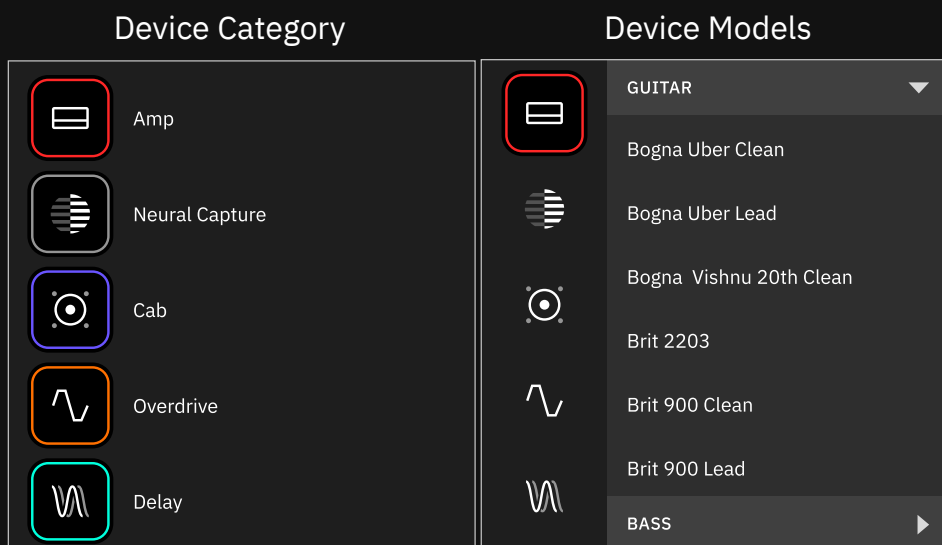 Device Category
Amp
Neural Capture
Cab
Overdrive
Delay
Device Models
GUITAR
Bogna Uber Clean
Bogna Uber Lead
Bogna  Vishnu 20th Clean
Brit 2203
Brit 900 Clean
Brit 900 Lead
BASS